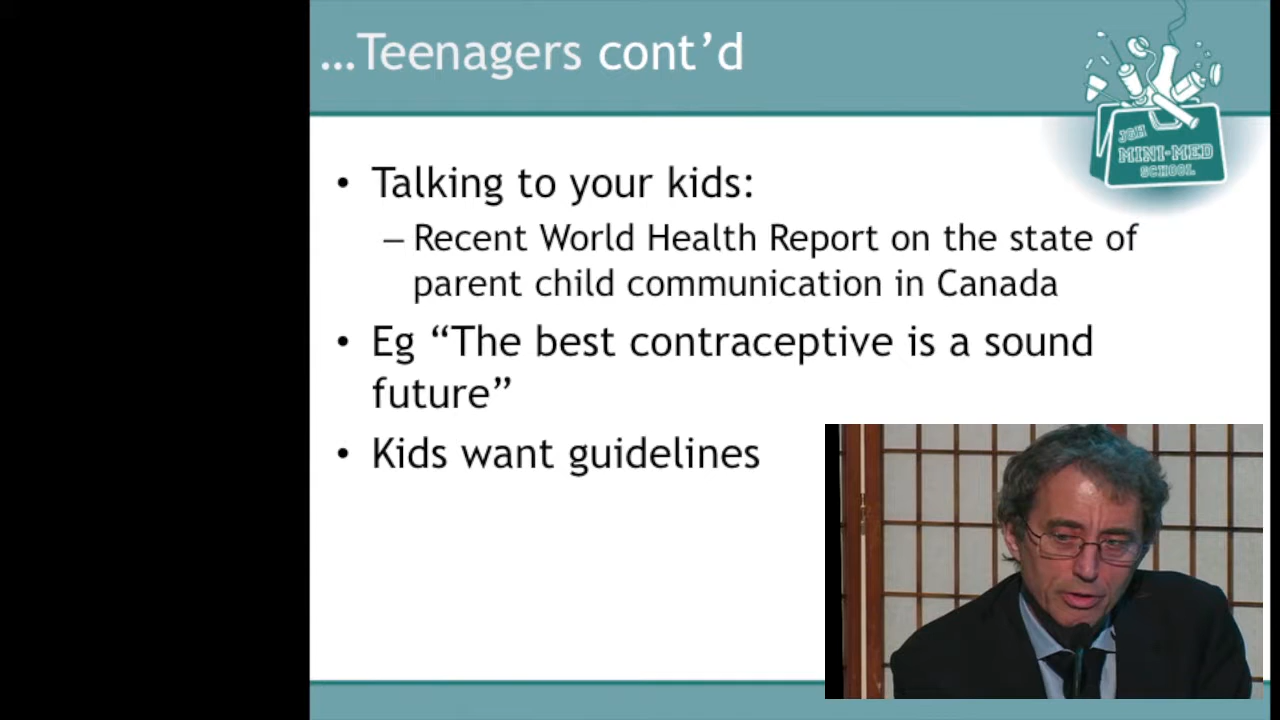 …Teenagers cont’d
JGH
MINI-MED
SCHOOL
• Talking to your kids:
– Recent World Health Report on the state of
parent child communication in Canada
• Eg “The best contraceptive is a sound
future”
• Kids want guidelines